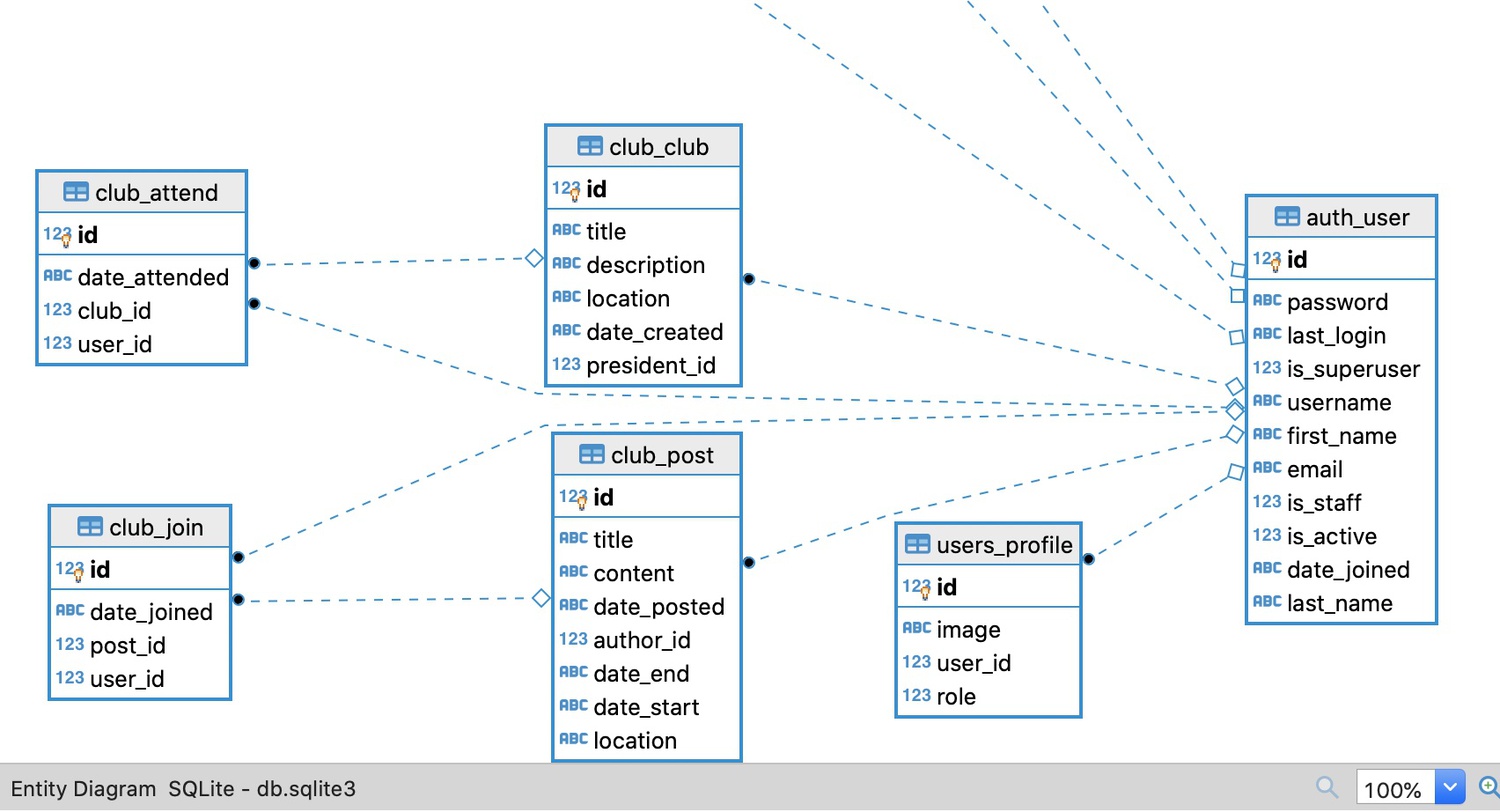 club_attend
123 id
ABC date_attended
123 club_id
123 user_id
club_club
123 id
ABC title
ABC description
ABC location
ABC date_created
123 president_id
auth_user
123 id
ABC password
ABC last_login
123 is_superuser
ABC username
ABC first_name
ABC email
123 is_staff
123 is_active
ABC date_joined
ABC last_name
club_join
123 id
ABC date_joined
123 post_id
123 user_id
club_post
123 id
ABC title
ABC content
ABC date_posted
123 author_id
ABC date_end
ABC date_start
ABC location
users_profile
123 id
ABC image
123 user_id
123 role
Entity Diagram SQLite - db.sqlite3
100%